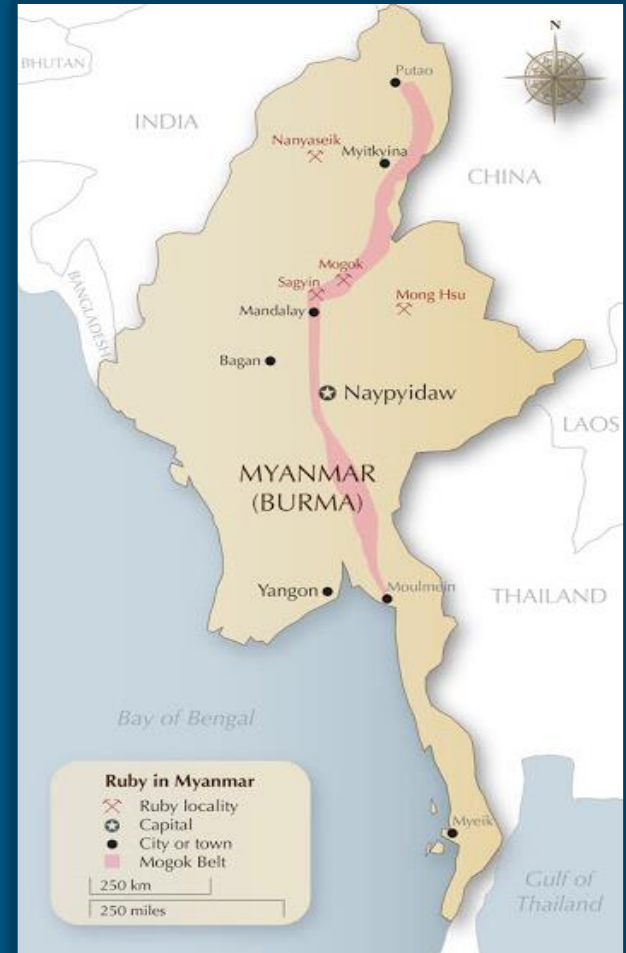 N
BHUTAN
Putao
INDIA
Nanyaseik
Myitkyina
CHINA
BANGLADESH
Mogok
Sagyin
Mong Hsu
Mandalay
Bagan
Naypyidaw
LAOS
MYANMAR
(BURMA)
Yangon
Moulmein
THAILAND
Bay of Bengal
Ruby in Myanmar
Ruby locality
Capital
City or town
Mogok Belt
250 km
250 miles
Myeik
Gulf of
Thailand